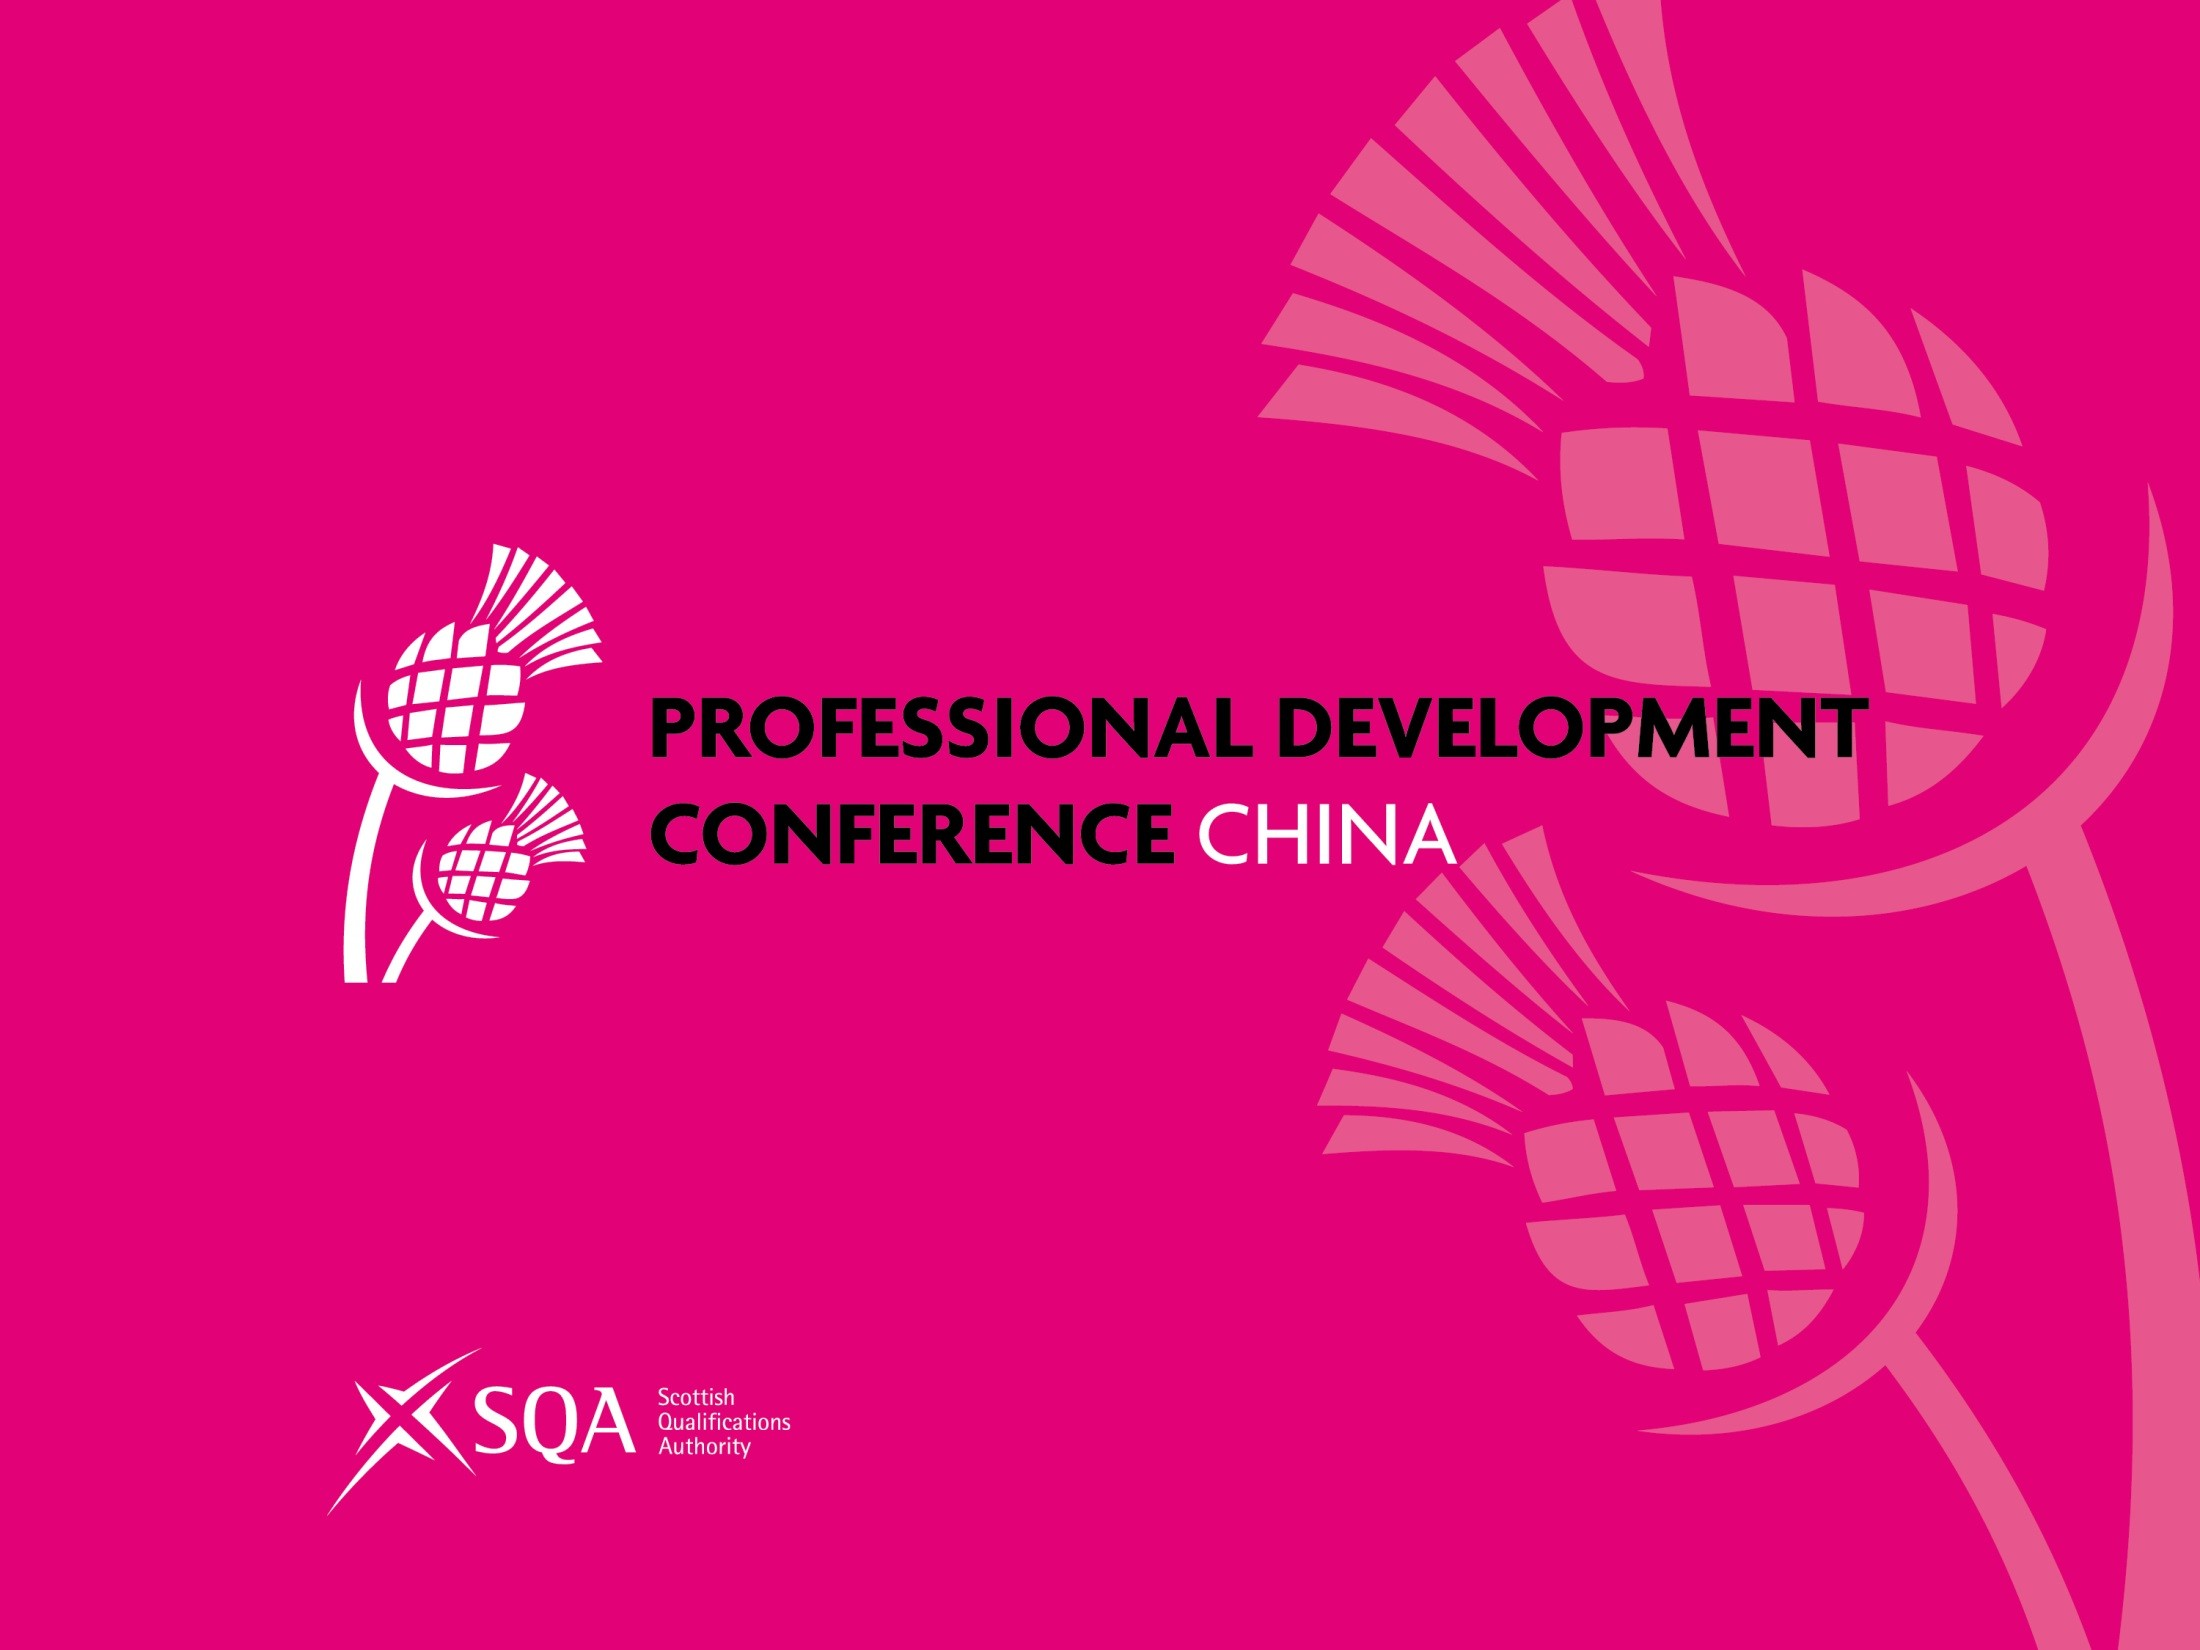 PROFESSIONAL DEVELOPMENT
CONFERENCE CHINA
SQA
Scottish
Qualifications
Authority